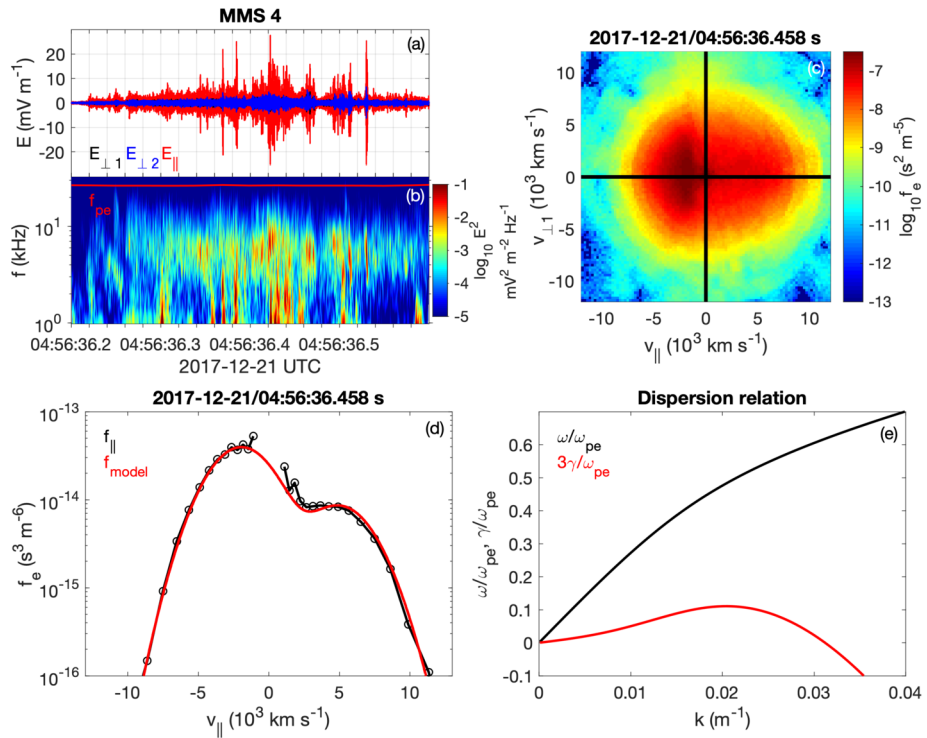 MMS 4
(a)
20
10
0
-10
-20
E (mV m⁻¹)
E⊥1 E⊥2 E∥
(b)
fpe
10¹
10⁰
f (kHz)
-1
-2
-3
-4
-5
log₁₀ E²
mV² m⁻² Hz⁻¹
04:56:36.2 04:56:36.3 04:56:36.4 04:56:36.5
2017-12-21 UTC
2017-12-21/04:56:36.458 s
(c)
10
5
0
-5
-10
v⊥1 (10³ km s⁻¹)
-10 -5 0 5 10
v∥ (10³ km s⁻¹)
-7
-8
-9
-10
-11
-12
-13
log₁₀ fe (s² m⁻⁵)
2017-12-21/04:56:36.458 s
(d)
f∥
fmodel
10⁻¹³
10⁻¹⁴
10⁻¹⁵
10⁻¹⁶
fe (s³ m⁻⁶)
-10 -5 0 5 10
v∥ (10³ km s⁻¹)
Dispersion relation
(e)
ω/ωpe
3γ/ωpe
0.6
0.5
0.4
0.3
0.2
0.1
0
-0.1
ω/ωpe, γ/ωpe
0 0.01 0.02 0.03 0.04
k (m⁻¹)